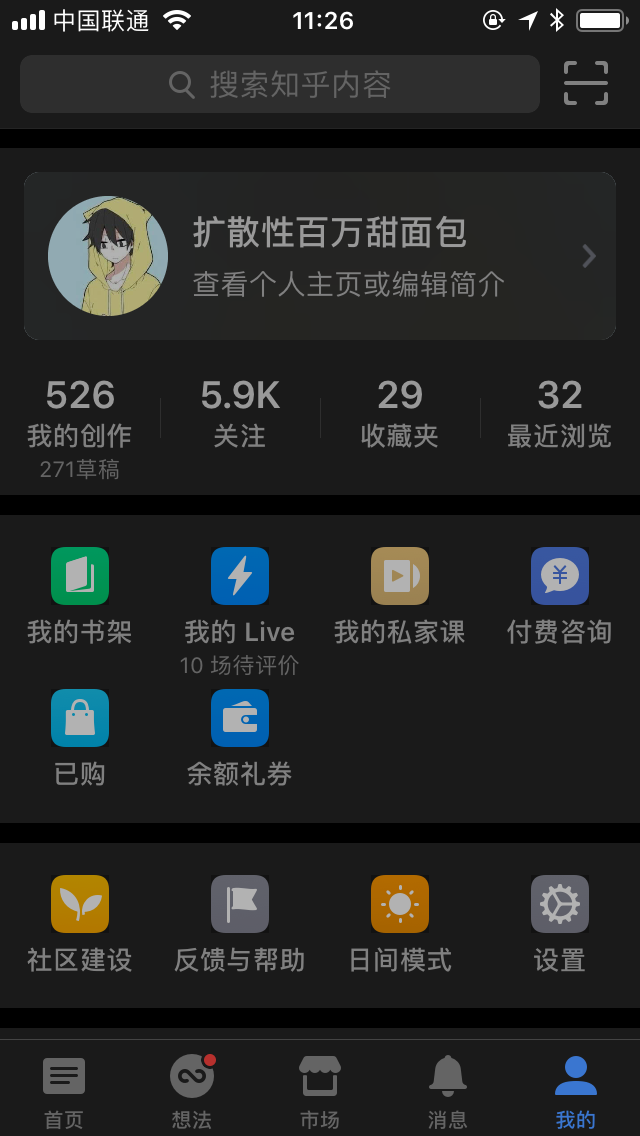 中国联通 11:26
搜索知乎内容
扩散性百万甜面包
查看个人主页或编辑简介
526 5.9K 29 32
我的创作 关注 收藏夹 最近浏览
271草稿
我的书架 我的 Live 我的私家课 付费咨询
10 场待评价
¥
已购 余额礼券
社区建设 反馈与帮助 日间模式 设置
首页 想法 市场 消息 我的